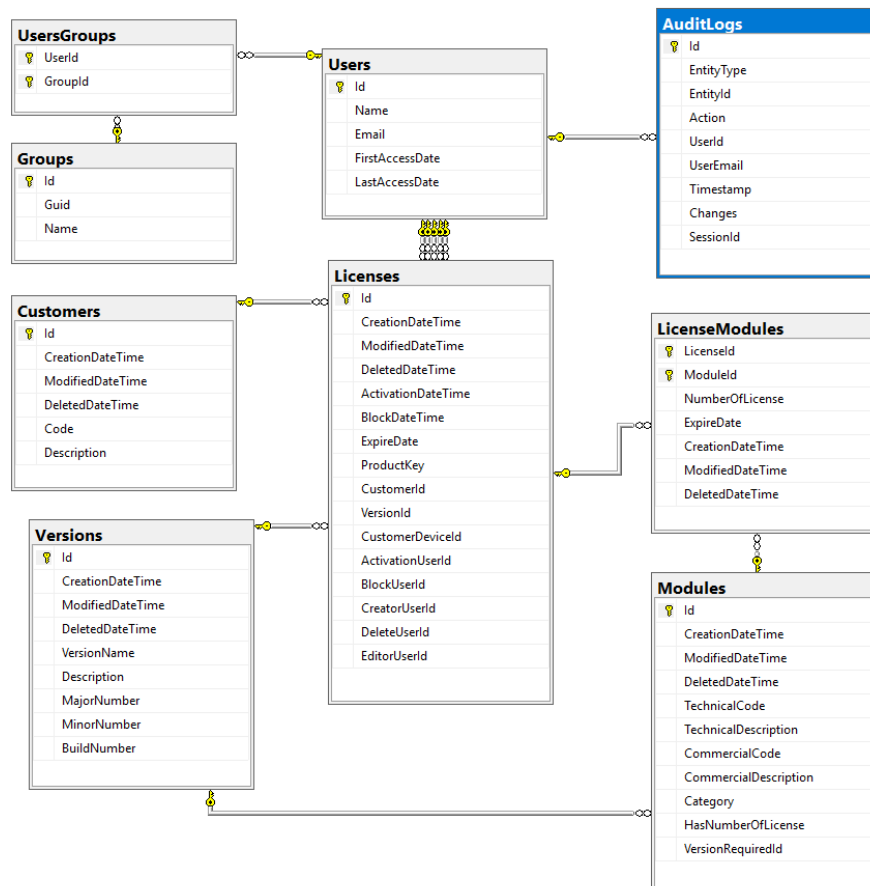 UsersGroups
UserId
GroupId
Groups
Id
Guid
Name
Users
Id
Name
Email
FirstAccessDate
LastAccessDate
AuditLogs
Id
EntityType
EntityId
Action
UserId
UserEmail
Timestamp
Changes
SessionId
Customers
Id
CreationDateTime
ModifiedDateTime
DeletedDateTime
Code
Description
Licenses
Id
CreationDateTime
ModifiedDateTime
DeletedDateTime
ActivationDateTime
BlockDateTime
ExpireDate
ProductKey
CustomerId
VersionId
CustomerDeviceId
ActivationUserId
BlockUserId
CreatorUserId
DeleteUserId
EditorUserId
LicenseModules
LicenseId
ModuleId
NumberOfLicense
ExpireDate
CreationDateTime
ModifiedDateTime
DeletedDateTime
Versions
Id
CreationDateTime
ModifiedDateTime
DeletedDateTime
VersionName
Description
MajorNumber
MinorNumber
BuildNumber
Modules
Id
CreationDateTime
ModifiedDateTime
DeletedDateTime
TechnicalCode
TechnicalDescription
CommercialCode
CommercialDescription
Category
HasNumberOfLicense
VersionRequiredId